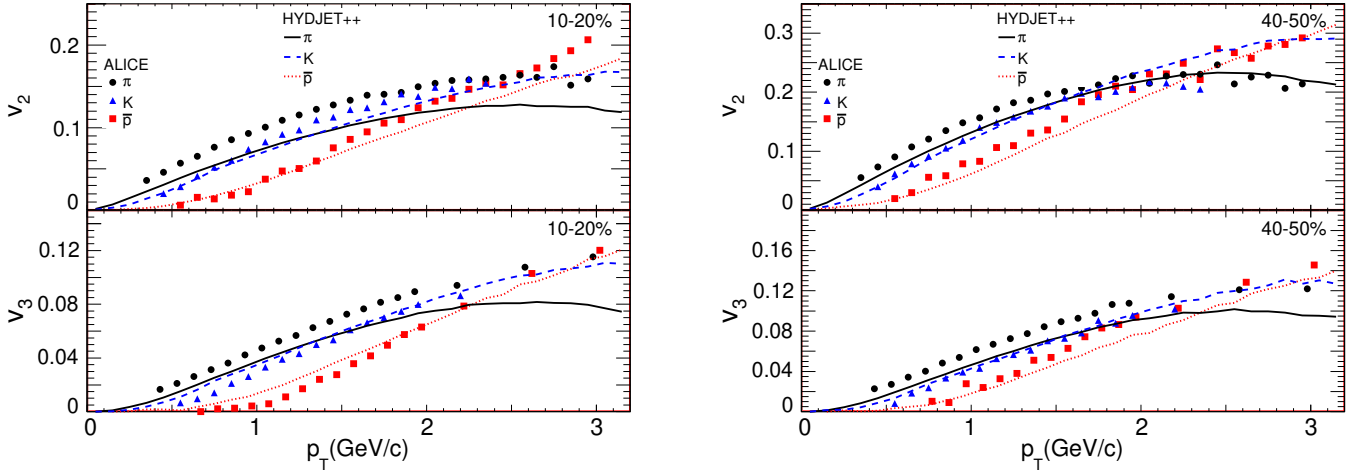 HYDJET++
10-20%
π
K
p̅
ALICE
π
K
p̅
v2
0.2
0.1
0
10-20%
v3
0.12
0.08
0.04
0
0 1 2 3
pT(GeV/c)
HYDJET++
40-50%
π
K
p̅
ALICE
π
K
p̅
v2
0.3
0.2
0.1
0
40-50%
v3
0.16
0.12
0.08
0.04
0
0 1 2 3
pT(GeV/c)